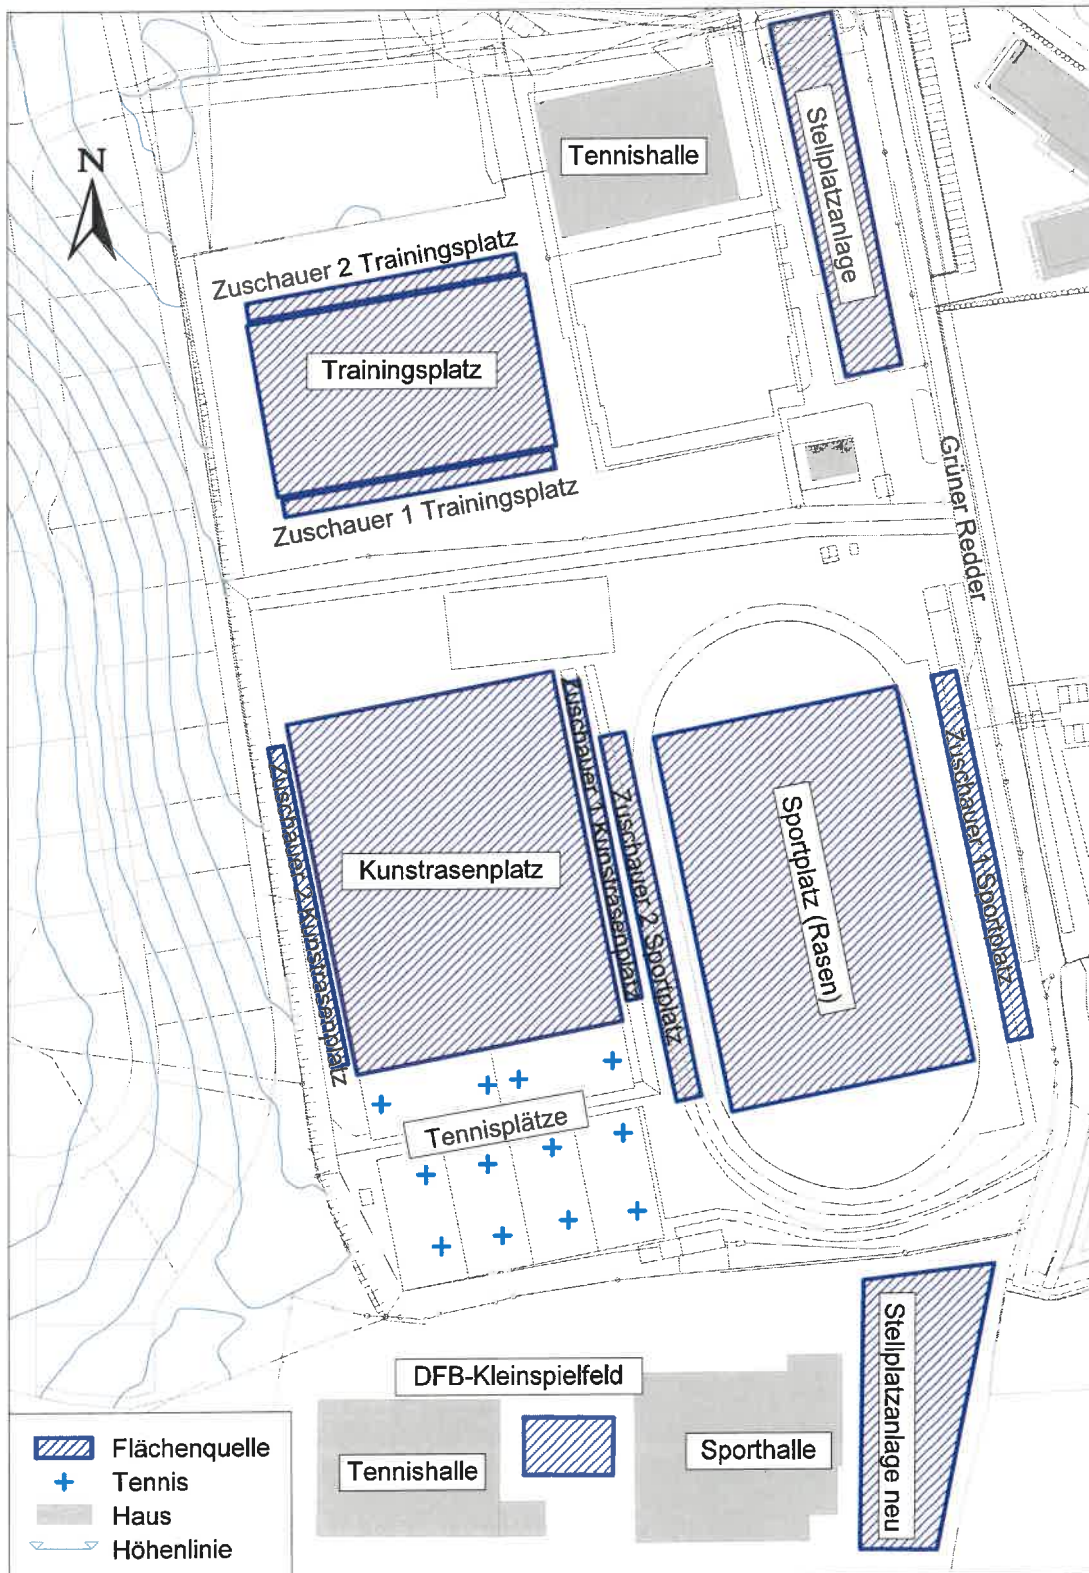 N
Tennishalle
Stellplatzanlage
Zuschauer 2 Trainingsplatz
Trainingsplatz
Zuschauer 1 Trainingsplatz
Grüner Redder
Zuschauer 2 Kunstrasenplatz
Kunstrasenplatz
Zuschauer 1 Kunstrasenplatz
Zuschauer 2 Sportplatz
Sportplatz (Rasen)
Zuschauer 1 Sportplatz
Tennisplätze
DFB-Kleinspielfeld
Tennishalle
Sporthalle
Stellplatzanlage neu
Flächenquelle
Tennis
Haus
Höhenlinie